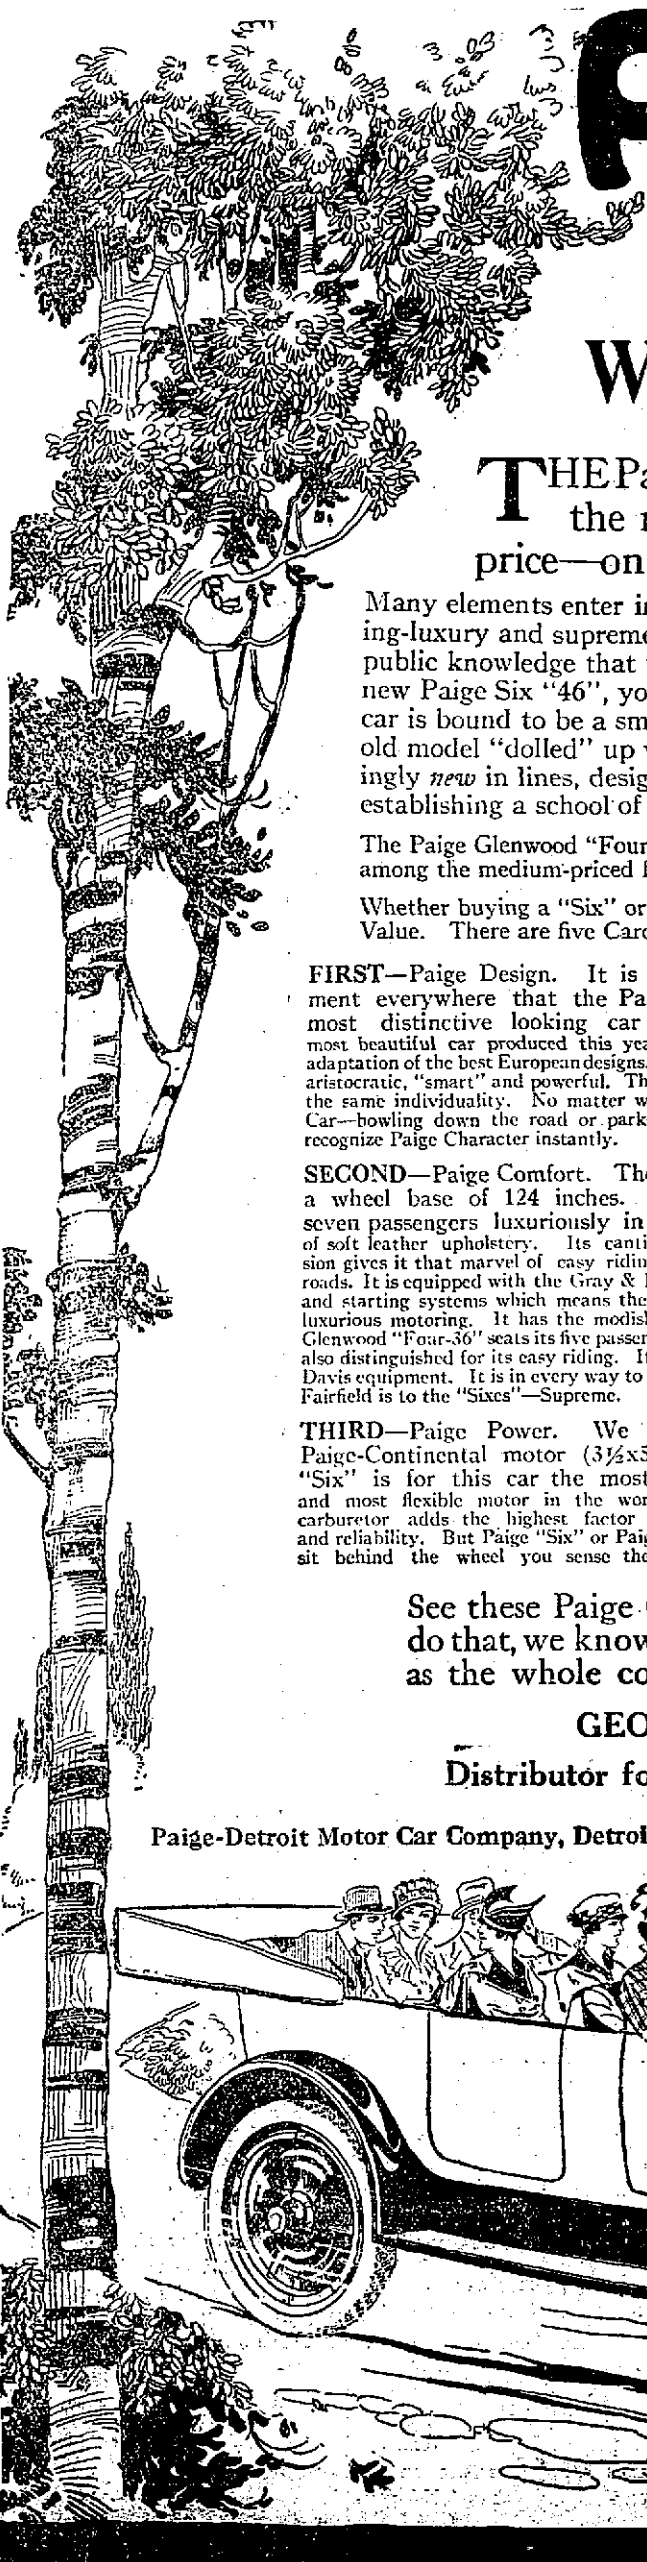 P
W
THE Pa
the
price—on
Many elements enter i
ing-luxury and supreme
public knowledge that
new Paige Six "46", yo
car is bound to be a sm
old model "dolled" up
ingly new in lines, desig
establishing a school of
The Paige Glenwood "Four
among the medium-priced
Whether buying a "Six" or
Value. There are five Card
FIRST—Paige Design. It is
ment everywhere that the Pa
most distinctive looking car
most beautiful car produced this yea
adaptation of the best European designs.
aristocratic, "smart" and powerful. Th
the same individuality. No matter w
Car—bowling down the road or park
recognize Paige Character instantly.
SECOND—Paige Comfort. The
a wheel base of 124 inches.
seven passengers luxuriously in
of soft leather upholstery. Its canti
sion gives it that marvel of easy ridin
roads. It is equipped with the Gray &
and starting systems which means the
luxurious motoring. It has the modish
Glenwood "Four-36" seats its five passen
also distinguished for its easy riding. It
Davis equipment. It is in every way to
Fairfield is to the "Sixes"—Supreme.
THIRD—Paige Power. We
Paige-Continental motor (3½x5
"Six" is for this car the most
and most flexible motor in the wor
carburetor adds the highest factor
and reliability. But Paige "Six" or Paig
sit behind the wheel you sense the
See these Paige
do that, we know
as the whole co
GEO
Distributor fo
Paige-Detroit Motor Car Company, Detroi